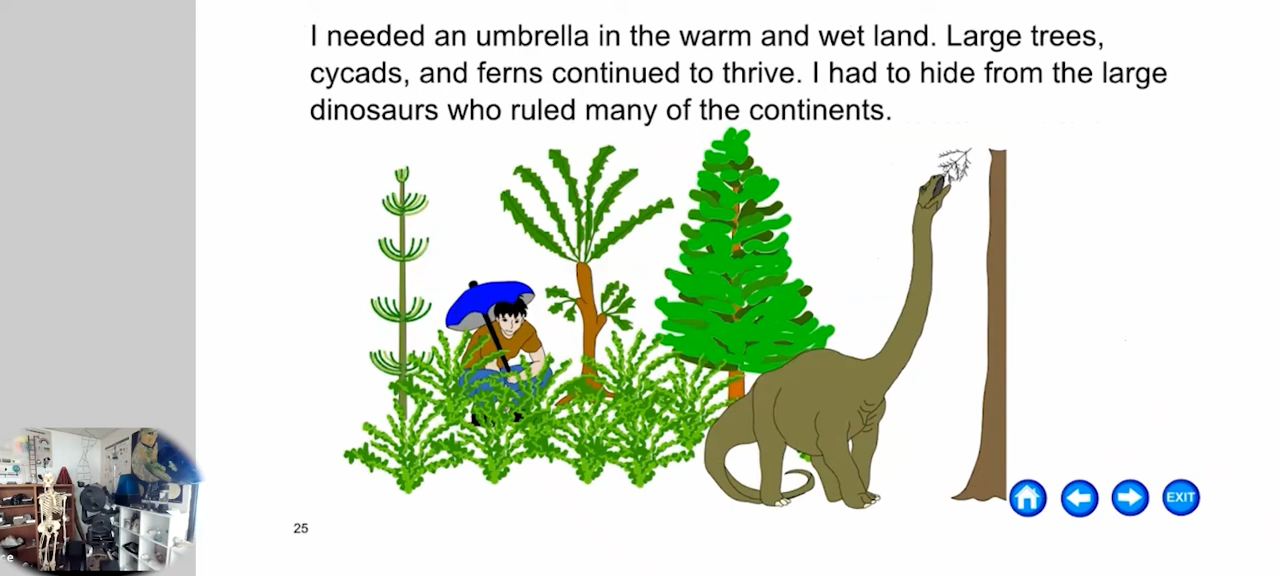 I needed an umbrella in the warm and wet land. Large trees,
cycads, and ferns continued to thrive. I had to hide from the large
dinosaurs who ruled many of the continents.
EXIT
25
ce